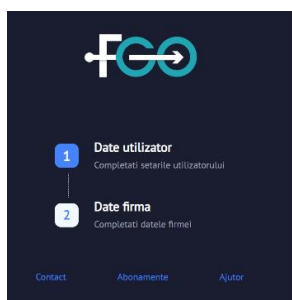 FGO
1 Date utilizator
Completati setarile utilizatorului
2 Date firma
Completati datele firmei
Contact Abonamente Ajutor